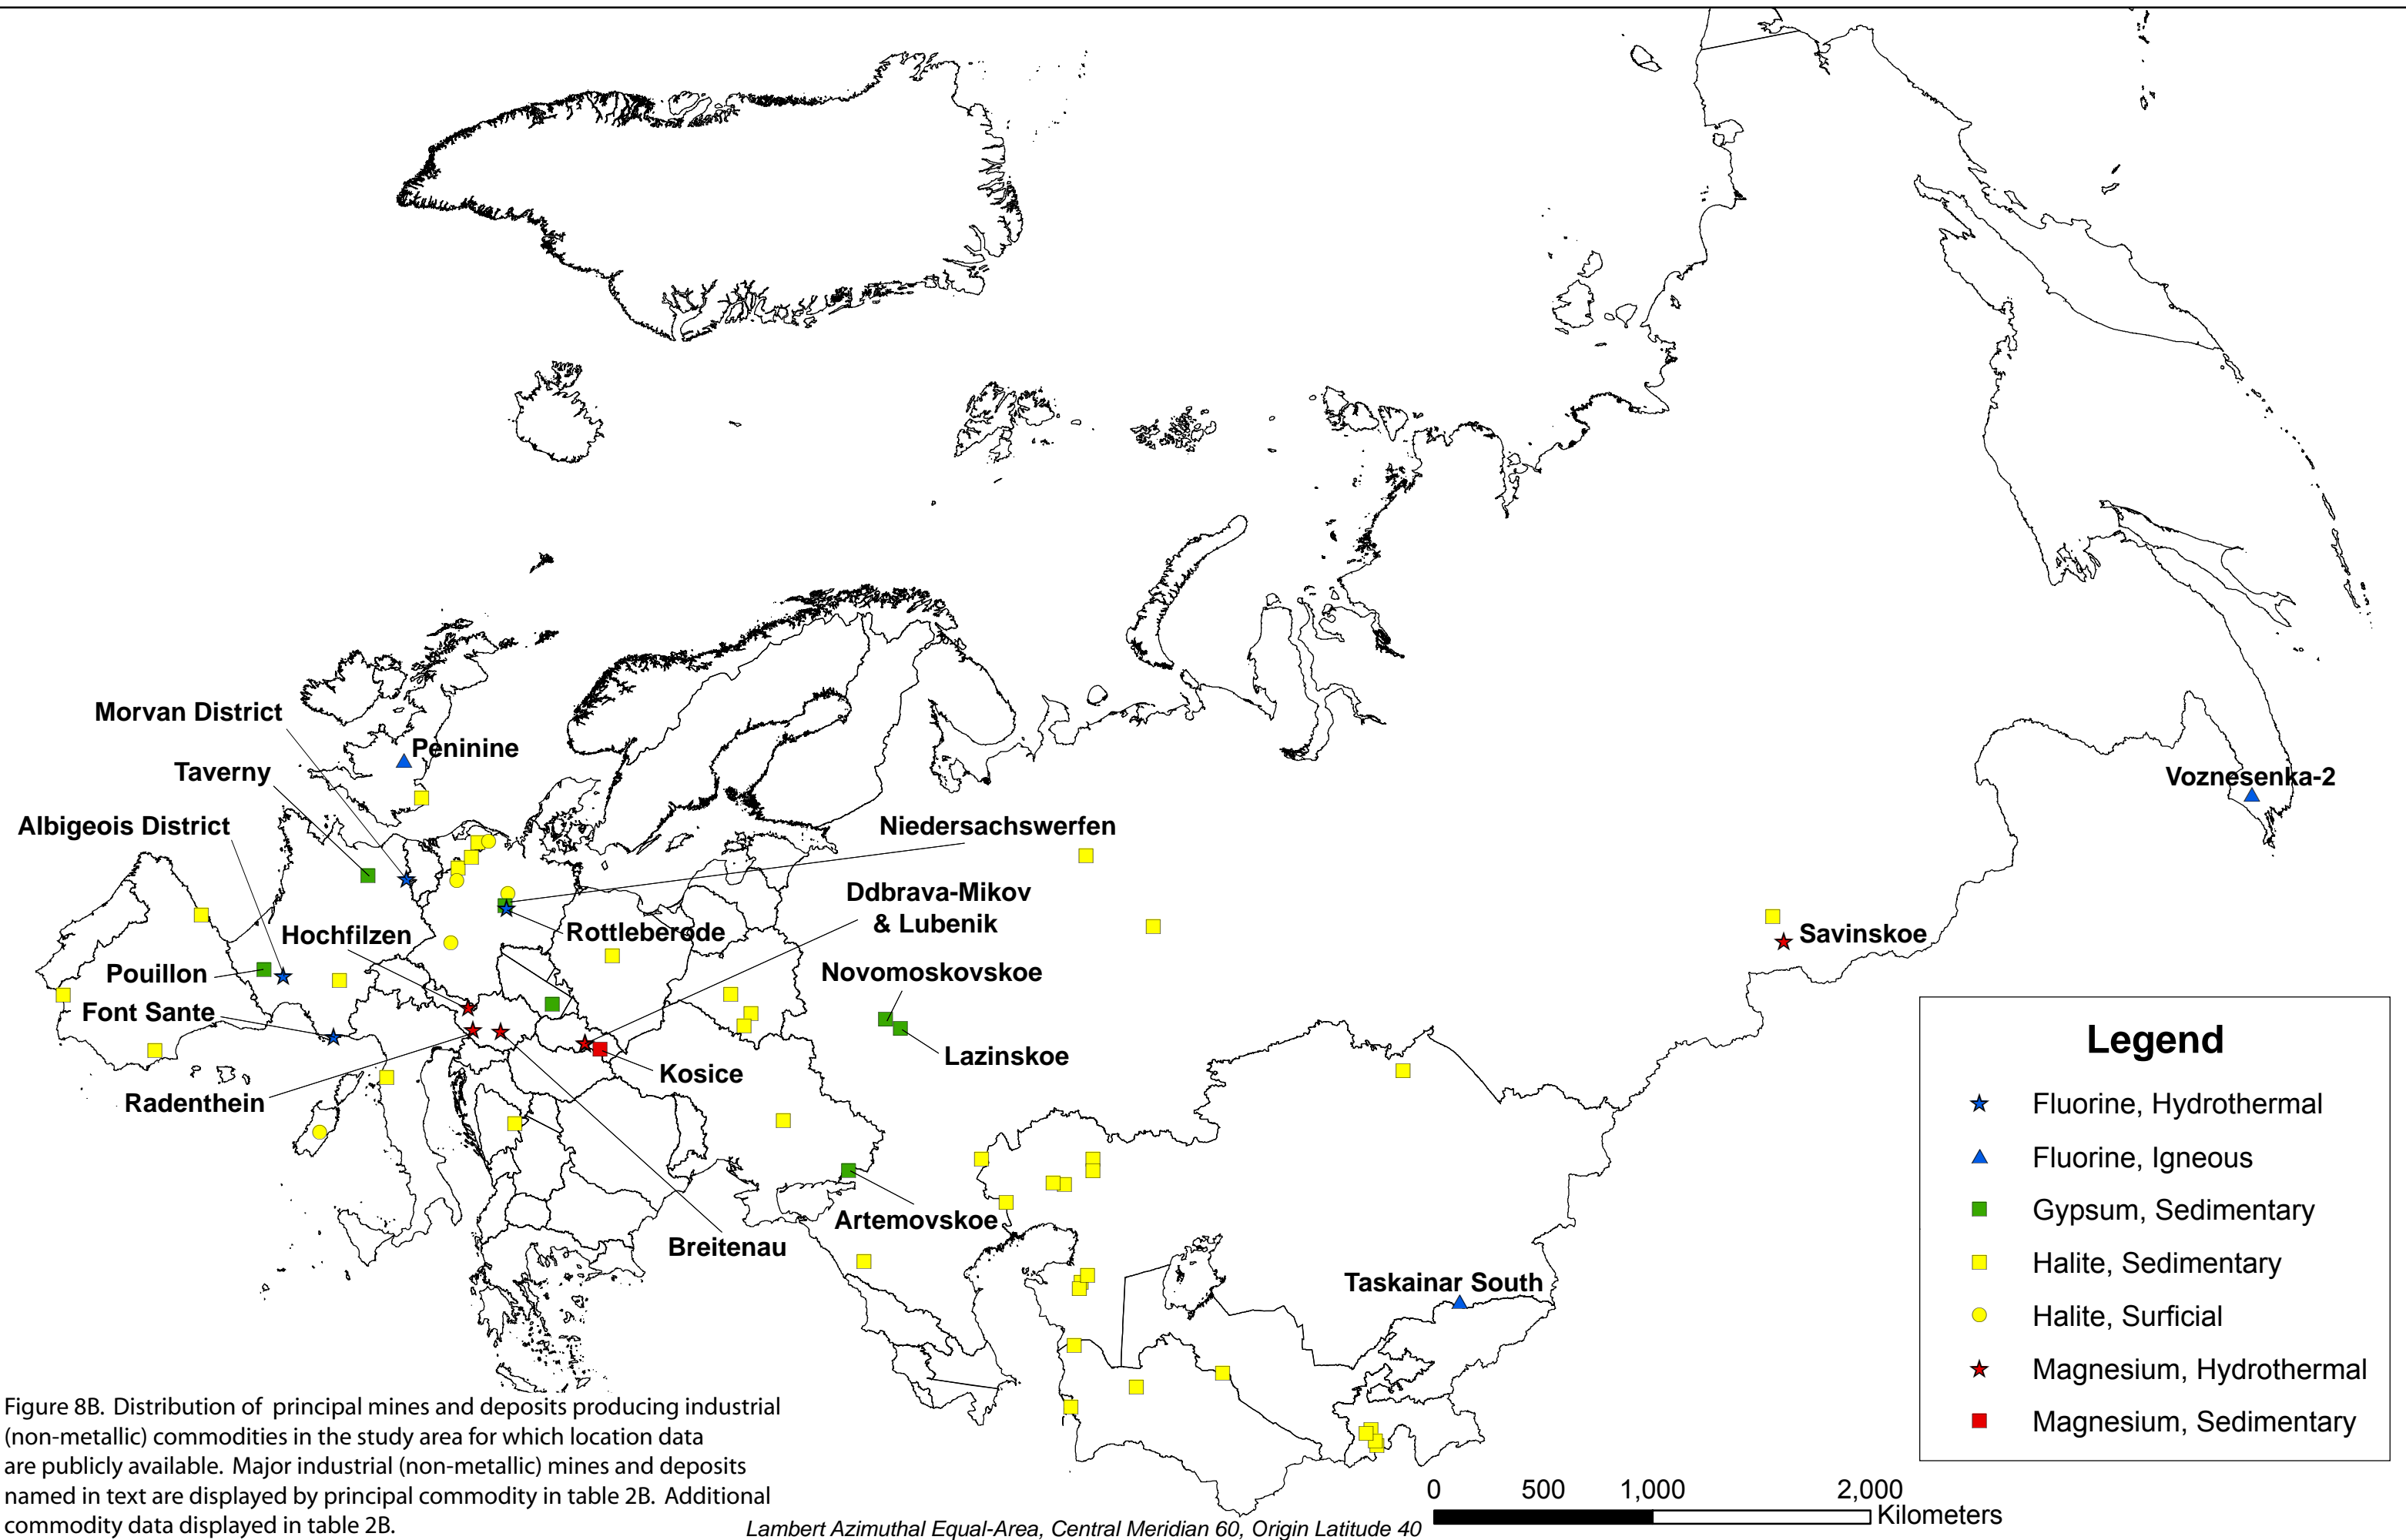 Morvan District
Peninine
Taverny
Voznesenka-2
Albigeois District
Niedersachswerfen
Ddbrava-Mikov
& Lubenik
Hochfilzen
Rottleberode
Savinskoe
Pouillon
Novomoskovskoe
Font Sante
Lazinskoe
Kosice
Radenthein
Artemovskoe
Breitenau
Taskainar South
Legend
Fluorine, Hydrothermal
Fluorine, Igneous
Gypsum, Sedimentary
Halite, Sedimentary
Halite, Surficial
Magnesium, Hydrothermal
Magnesium, Sedimentary
Figure 8B. Distribution of principal mines and deposits producing industrial
(non-metallic) commodities in the study area for which location data
are publicly available. Major industrial (non-metallic) mines and deposits
named in text are displayed by principal commodity in table 2B. Additional
commodity data displayed in table 2B.
0 500 1,000 2,000
Kilometers
Lambert Azimuthal Equal-Area, Central Meridian 60, Origin Latitude 40